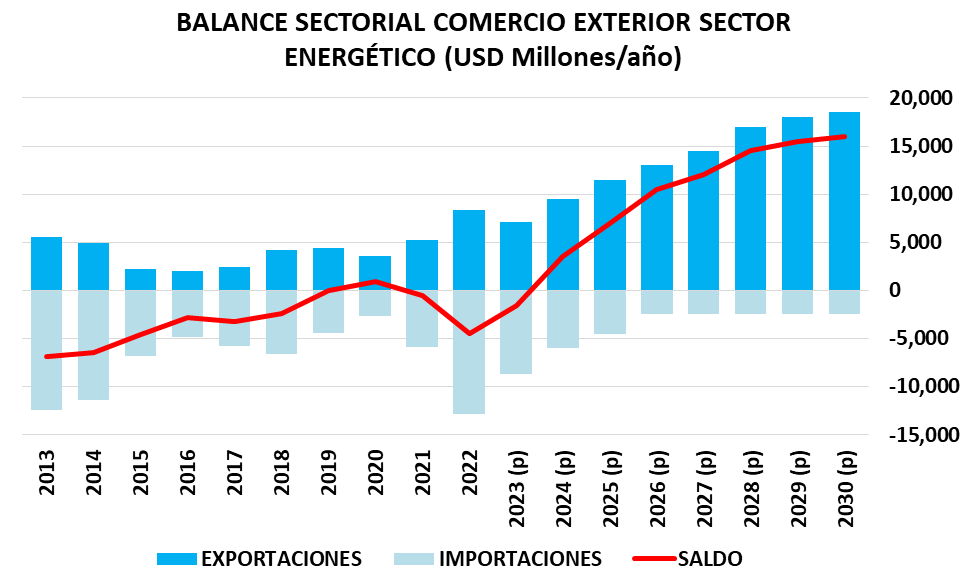 BALANCE SECTORIAL COMERCIO EXTERIOR SECTOR
ENERGÉTICO (USD Millones/año)
20,000
15,000
10,000
5,000
0
-5,000
-10,000
-15,000
2013
2014
2015
2016
2017
2018
2019
2020
2021
2022
2023 (p)
2024 (p)
2025 (p)
2026 (p)
2027 (p)
2028 (p)
2029 (p)
2030 (p)
EXPORTACIONES IMPORTACIONES SALDO